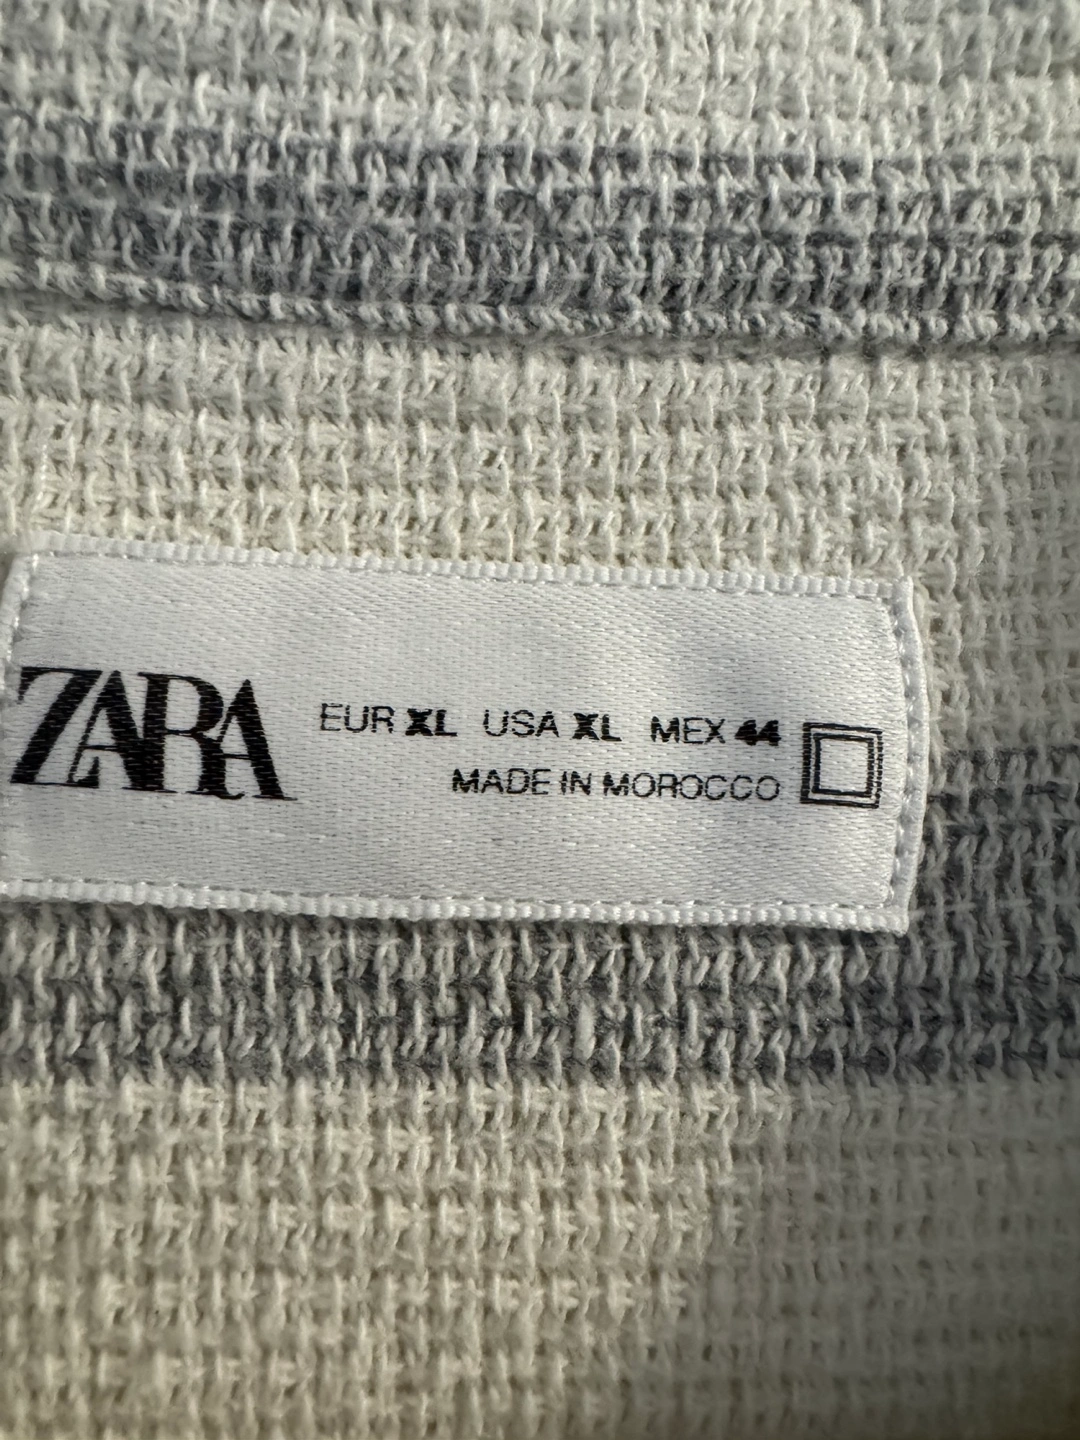 ZARA
EUR XL USA XL MEX 44
MADE IN MOROCCO